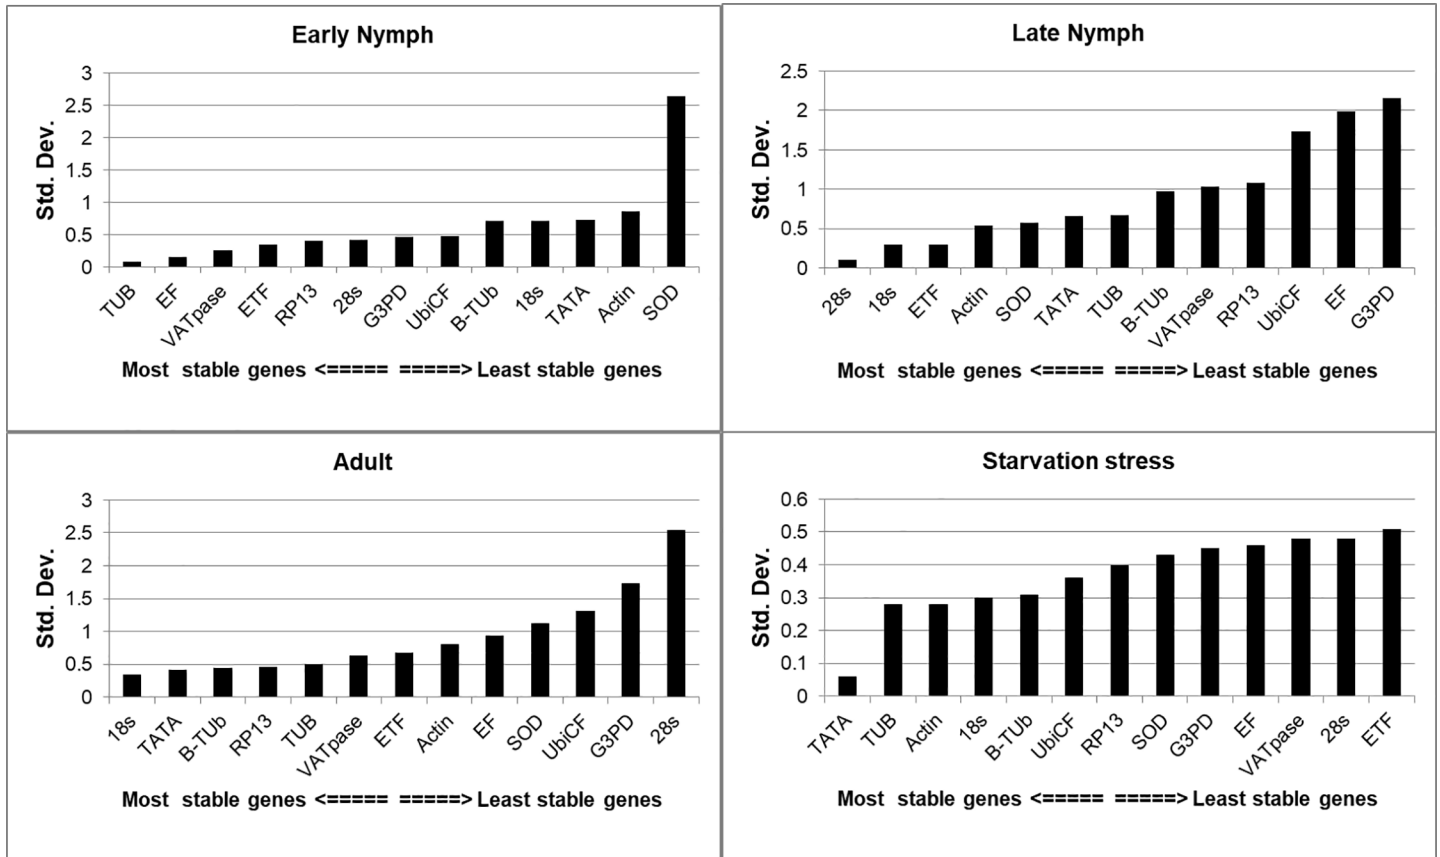 Early Nymph
Std. Dev.
3
2.5
2
1.5
1
0.5
0
TUB EF VATpase ETF RP13 28s G3PD UbiCF B-TUb 18s TATA Actin SOD
Most stable genes <===== =====> Least stable genes
Late Nymph
Std. Dev.
2.5
2
1.5
1
0.5
0
28s 18s ETF Actin SOD TATA TUB B-TUb VATpase RP13 UbiCF EF G3PD
Most stable genes <===== =====> Least stable genes
Adult
Std. Dev.
3
2.5
2
1.5
1
0.5
0
18s TATA B-TUb RP13 TUB VATpase ETF Actin EF SOD UbiCF G3PD 28s
Most stable genes <===== =====> Least stable genes
Starvation stress
Std. Dev.
0.6
0.5
0.4
0.3
0.2
0.1
0
TATA TUB Actin 18s B-TUb UbiCF RP13 SOD G3PD EF VATpase 28s ETF
Most stable genes <===== =====> Least stable genes